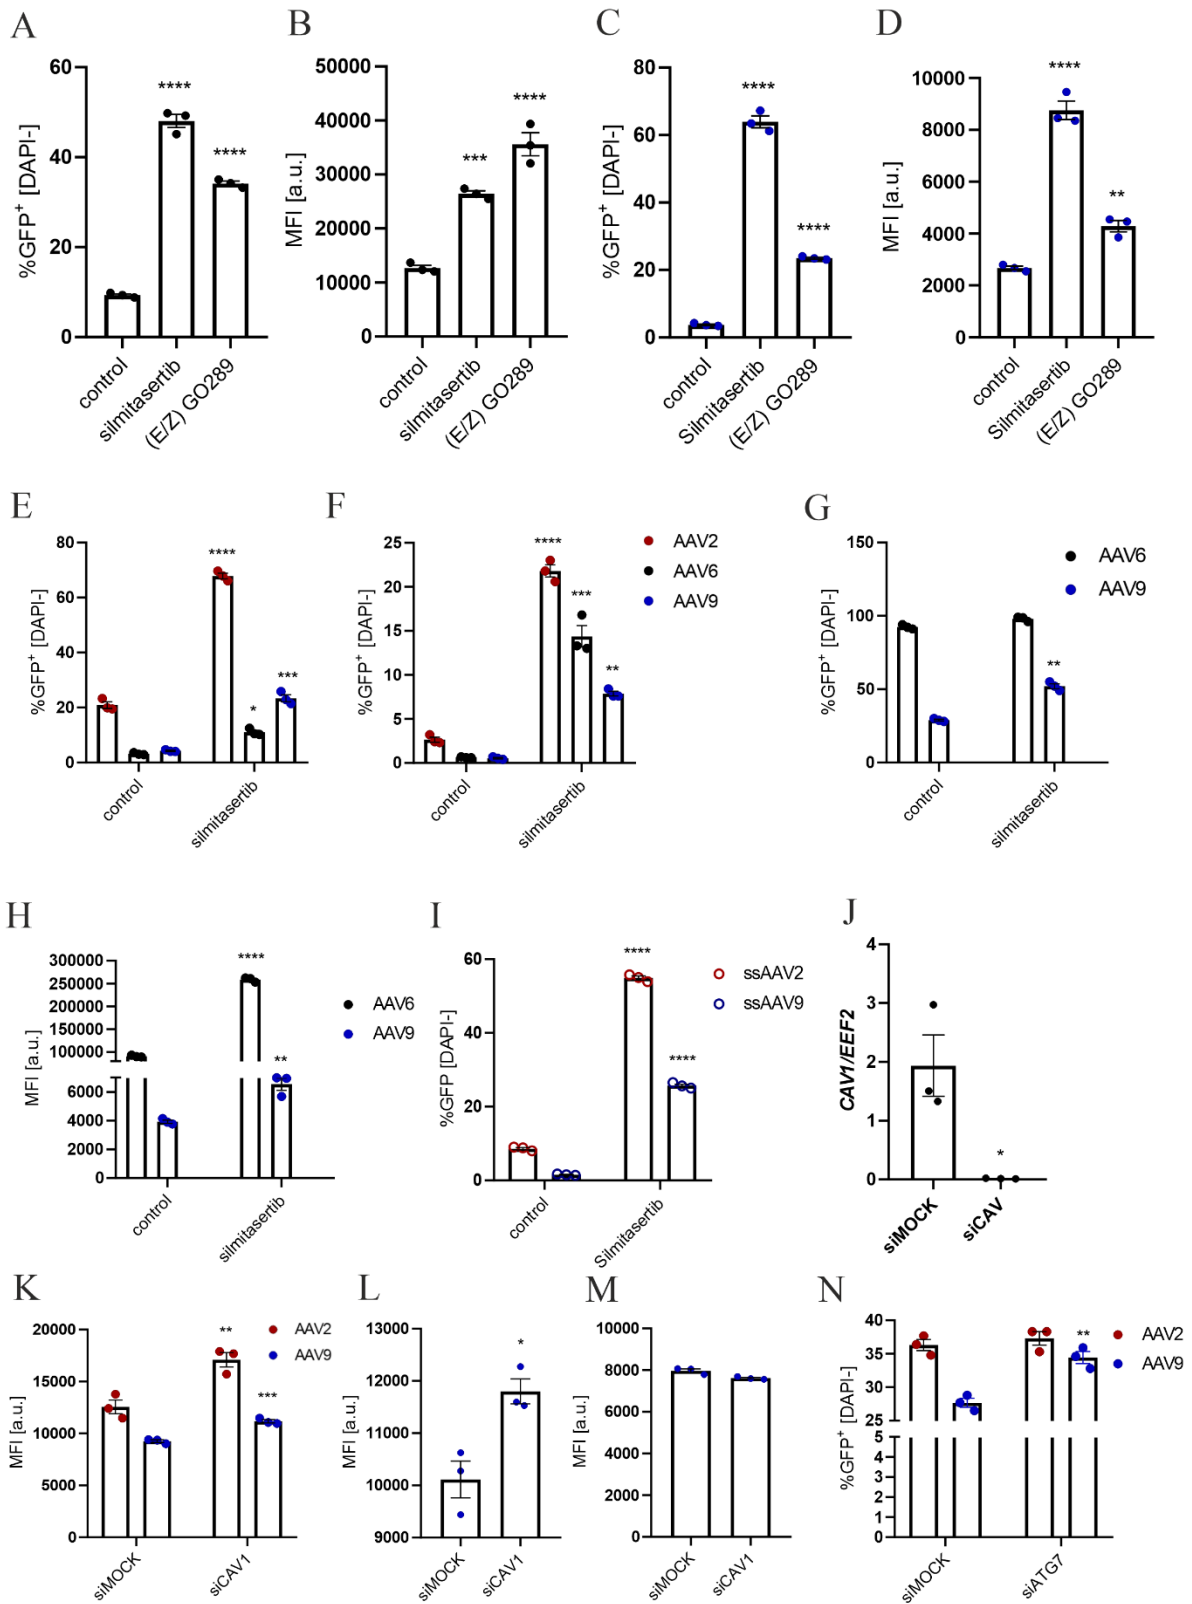 A
%GFP+ [DAPI-]
60
40
20
0
****
****
control
silmitasertib
(E/Z) GO289
B
MFI [a.u.]
50000
40000
30000
20000
10000
0
***
****
control
silmitasertib
(E/Z) GO289
C
%GFP+ [DAPI-]
80
60
40
20
0
****
****
control
Silmitasertib
(E/Z) GO289
D
MFI [a.u.]
10000
8000
6000
4000
2000
0
****
**
control
Silmitasertib
(E/Z) GO289
E
%GFP+ [DAPI-]
80
60
40
20
0
****
*
***
control
silmitasertib
F
%GFP+ [DAPI-]
25
20
15
10
5
0
****
***
**
control
silmitasertib
AAV2
AAV6
AAV9
G
%GFP+ [DAPI-]
150
100
50
0
**
control
silmitasertib
AAV6
AAV9
H
MFI [a.u.]
300000
250000
200000
150000
100000
6000
4000
2000
0
****
**
control
silmitasertib
AAV6
AAV9
I
%GFP [DAPI-]
60
40
20
0
****
****
control
Silmitasertib
ssAAV2
ssAAV9
J
CAV1/EEF2
4
3
2
1
0
*
siMOCK
siCAV
K
MFI [a.u.]
20000
15000
10000
5000
0
**
***
siMOCK
siCAV1
AAV2
AAV9
L
MFI [a.u.]
13000
12000
11000
10000
9000
*
siMOCK
siCAV1
M
MFI [a.u.]
10000
8000
6000
4000
2000
0
siMOCK
siCAV1
N
%GFP+ [DAPI-]
40
35
30
25
5
4
3
2
1
0
**
siMOCK
siATG7
AAV2
AAV9